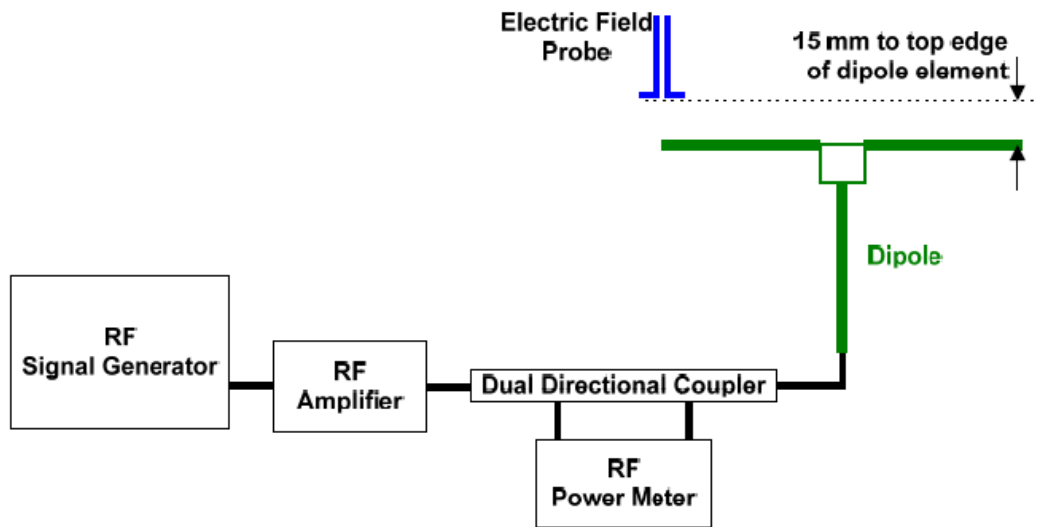 Electric Field
Probe
15 mm to top edge
of dipole element
Dipole
RF
Signal Generator
RF
Amplifier
Dual Directional Coupler
RF
Power Meter